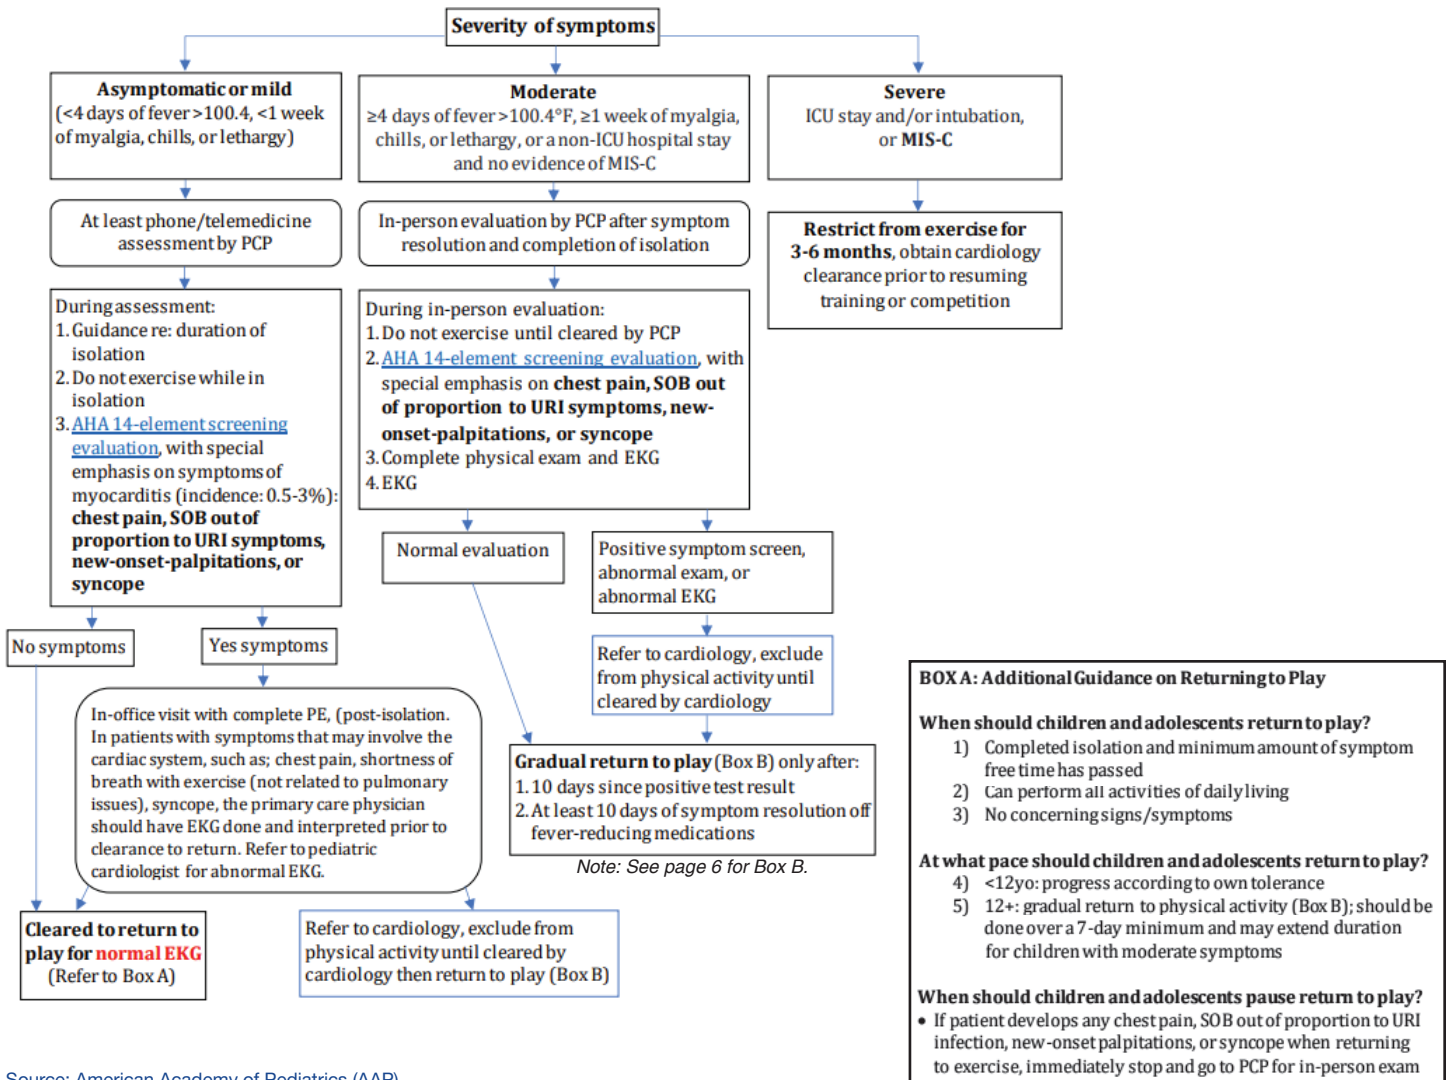 Severity of symptoms
Asymptomatic or mild
(<4 days of fever >100.4, <1 week
of myalgia, chills, or lethargy)
Moderate
≥4 days of fever >100.4°F, ≥1 week of myalgia,
chills, or lethargy, or a non-ICU hospital stay
and no evidence of MIS-C
Severe
ICU stay and/or intubation,
or MIS-C
At least phone/telemedicine
assessment by PCP
In-person evaluation by PCP after symptom
resolution and completion of isolation
Restrict from exercise for
3-6 months, obtain cardiology
clearance prior to resuming
training or competition
During assessment:
1. Guidance re: duration of
isolation
2. Do not exercise while in
isolation
3. AHA 14-element screening
evaluation, with special
emphasis on symptoms of
myocarditis (incidence: 0.5-3%):
chest pain, SOB out of
proportion to URI symptoms,
new-onset-palpitations, or
syncope
During in-person evaluation:
1. Do not exercise until cleared by PCP
2. AHA 14-element screening evaluation, with
special emphasis on chest pain, SOB out
of proportion to URI symptoms, new-
onset-palpitations, or syncope
3. Complete physical exam and EKG
4. EKG
Normal evaluation
Positive symptom screen,
abnormal exam, or
abnormal EKG
No symptoms
Yes symptoms
Refer to cardiology, exclude
from physical activity until
cleared by cardiology
In-office visit with complete PE, (post-isolation.
In patients with symptoms that may involve the
cardiac system, such as; chest pain, shortness of
breath with exercise (not related to pulmonary
issues), syncope, the primary care physician
should have EKG done and interpreted prior to
clearance to return. Refer to pediatric
cardiologist for abnormal EKG.
Gradual return to play (Box B) only after:
1. 10 days since positive test result
2. At least 10 days of symptom resolution off
fever-reducing medications
Note: See page 6 for Box B.
Cleared to return to
play for normal EKG
(Refer to Box A)
Refer to cardiology, exclude from
physical activity until cleared by
cardiology then return to play (Box B)
BOX A: Additional Guidance on Returning to Play
When should children and adolescents return to play?
1) Completed isolation and minimum amount of symptom
free time has passed
2) Can perform all activities of daily living
3) No concerning signs/symptoms
At what pace should children and adolescents return to play?
4) <12yo: progress according to own tolerance
5) 12+: gradual return to physical activity (Box B); should be
done over a 7-day minimum and may extend duration
for children with moderate symptoms
When should children and adolescents pause return to play?
• If patient develops any chest pain, SOB out of proportion to URI
infection, new-onset palpitations, or syncope when returning
to exercise, immediately stop and go to PCP for in-person exam
Source: American Academy of Pediatrics (AAP)